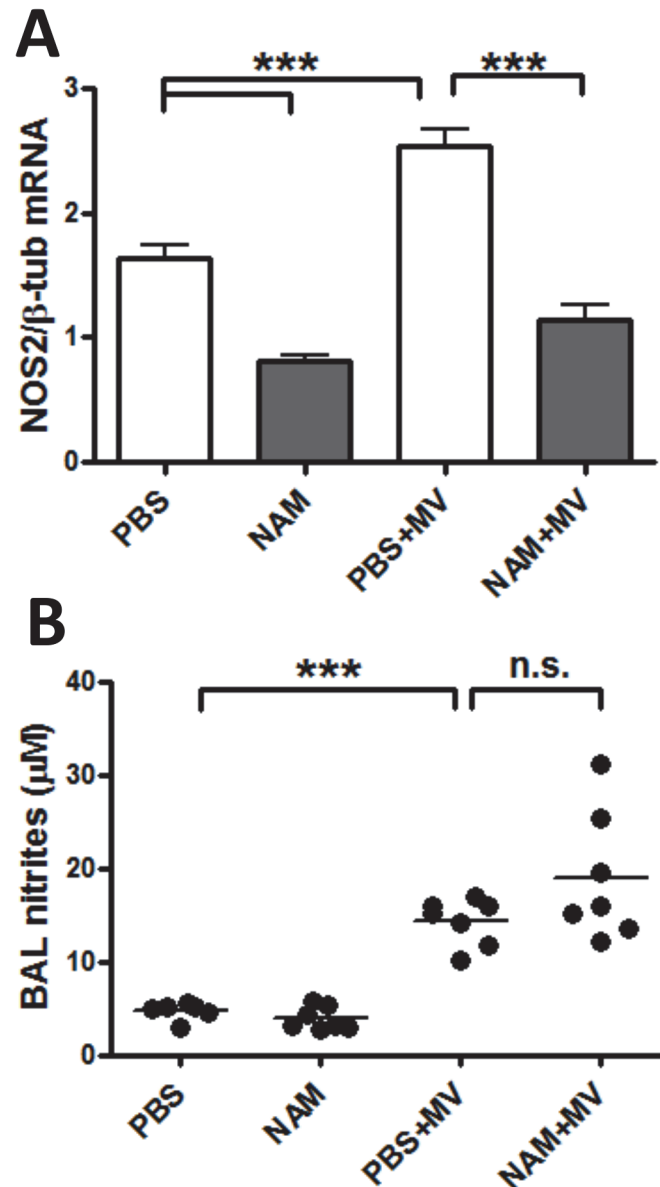 A
*** ***
3
2
1
0
NOS2/β-tub mRNA
PBS NAM PBS+MV NAM+MV
B
*** n.s.
40
30
20
10
0
BAL nitrites (μM)
PBS NAM PBS+MV NAM+MV